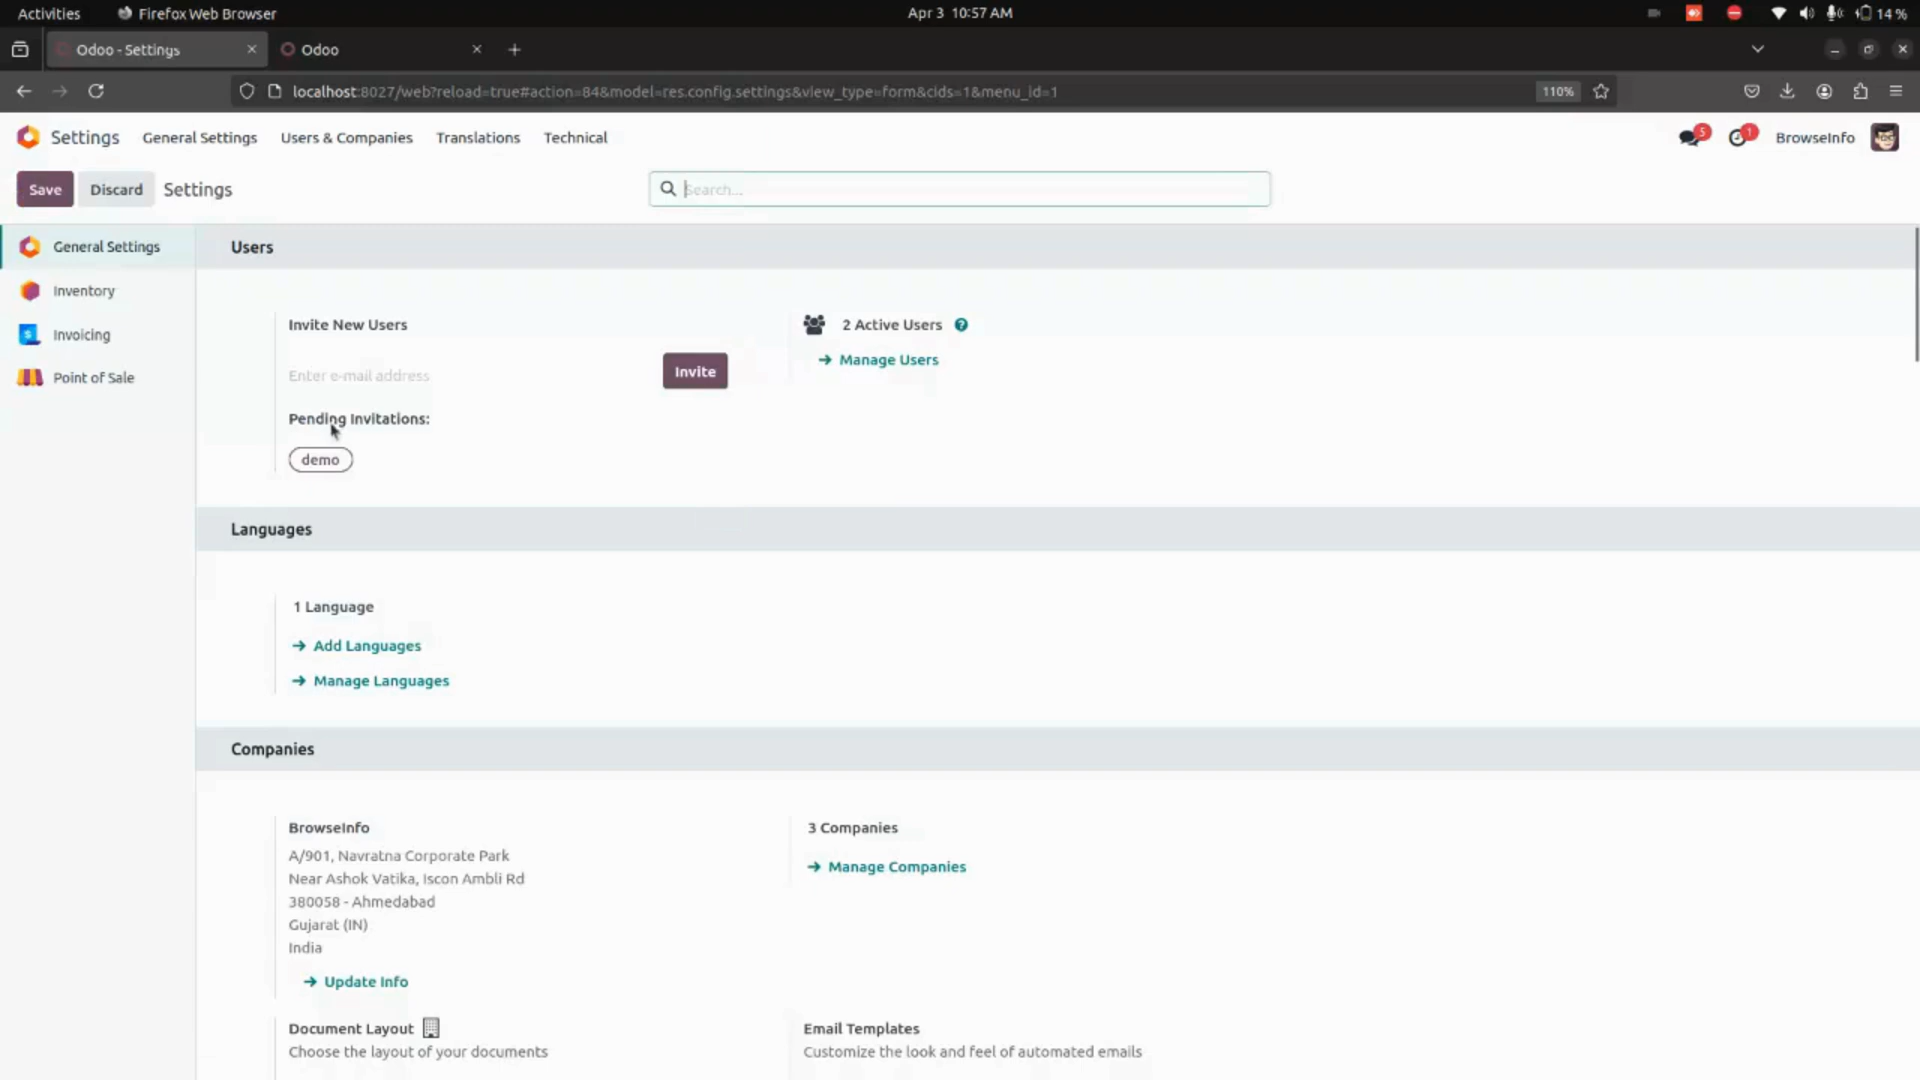 Activities
Firefox Web Browser
Apr 3 10:57 AM
14 %
Odoo - Settings
Odoo
localhost:8027/web?reload=true#action=84&model=res.config.settings&view_type=form&cids=1&menu_id=1
110%
Settings
General Settings
Users & Companies
Translations
Technical
5
1
BrowseInfo
Save
Discard
Settings
Search...
General Settings
Inventory
Invoicing
Point of Sale
Users
Invite New Users
Enter e-mail address
Invite
Pending Invitations:
demo
2 Active Users
Manage Users
Languages
1 Language
Add Languages
Manage Languages
Companies
BrowseInfo
A/901, Navratna Corporate Park
Near Ashok Vatika, Iscon Ambli Rd
380058 - Ahmedabad
Gujarat (IN)
India
Update Info
3 Companies
Manage Companies
Document Layout
Choose the layout of your documents
Email Templates
Customize the look and feel of automated emails